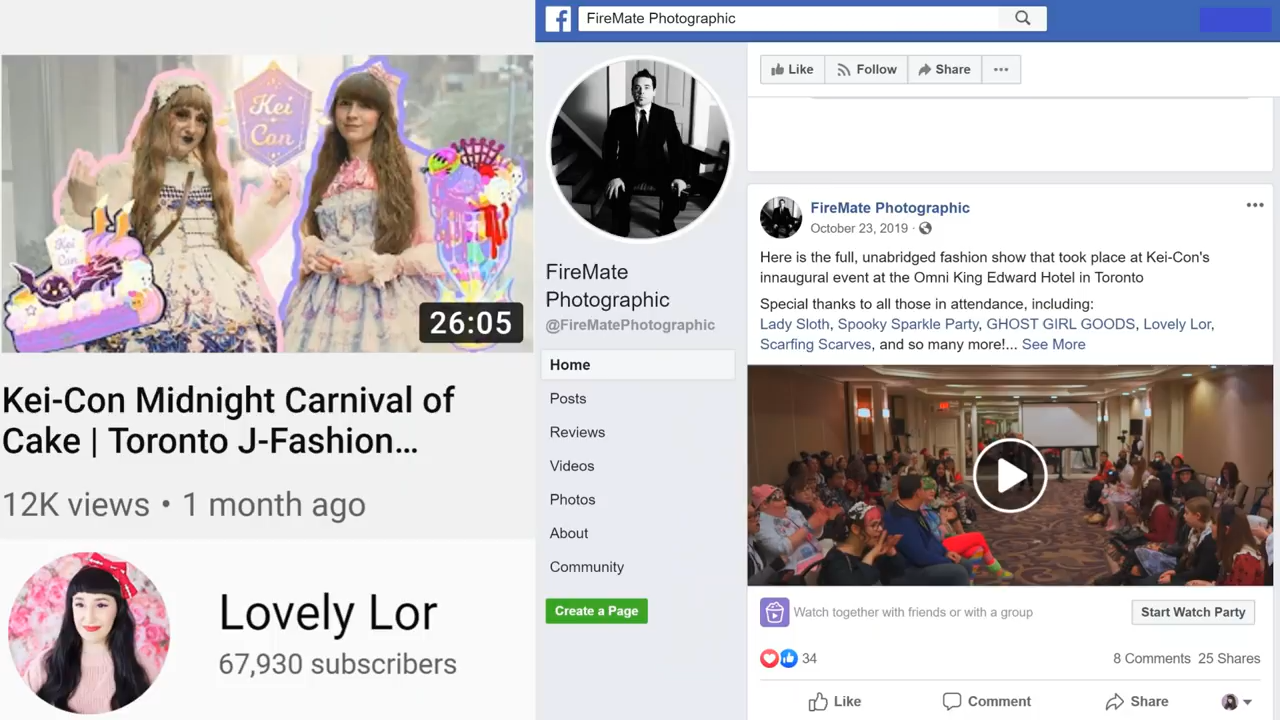 Kei
Con
Kei
Con
26:05
Kei-Con Midnight Carnival of
Cake | Toronto J-Fashion...
12K views • 1 month ago
Lovely Lor
67,930 subscribers
FireMate Photographic
Like
Follow
Share
FireMate
Photographic
@FireMatePhotographic
Home
Posts
Reviews
Videos
Photos
About
Community
Create a Page
FireMate Photographic
October 23, 2019 ·
Here is the full, unabridged fashion show that took place at Kei-Con's
innaugural event at the Omni King Edward Hotel in Toronto
Special thanks to all those in attendance, including:
Lady Sloth, Spooky Sparkle Party, GHOST GIRL GOODS, Lovely Lor,
Scarfing Scarves, and so many more!... See More
Watch together with friends or with a group
Start Watch Party
34
8 Comments 25 Shares
Like
Comment
Share